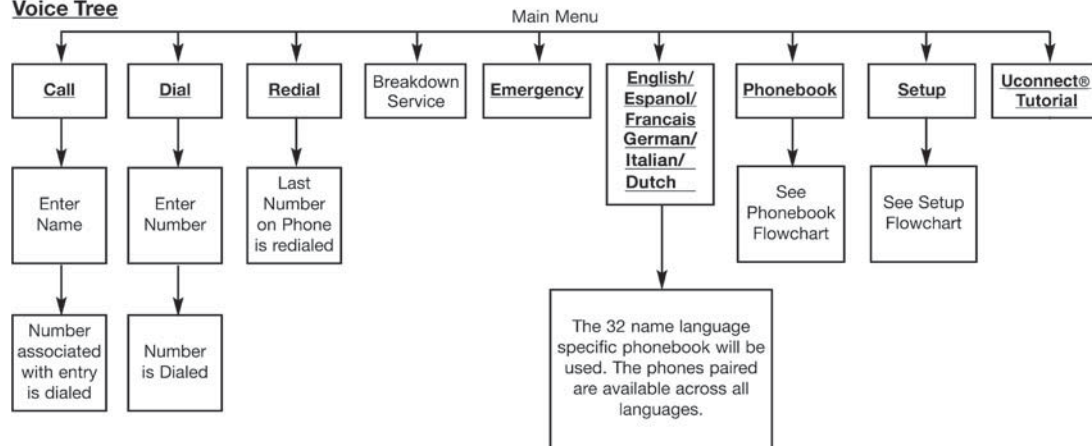 Voice Tree
Main Menu
Call
Dial
Redial
Breakdown
Service
Emergency
English/
Espanol/
Francais
German/
Italian/
Dutch
Phonebook
Setup
Uconnect®
Tutorial
Enter
Name
Enter
Number
Last
Number
on Phone
is redialed
See
Phonebook
Flowchart
See Setup
Flowchart
Number
associated
with entry
is dialed
Number
is Dialed
The 32 name language
specific phonebook will be
used. The phones paired
are available across all
languages.